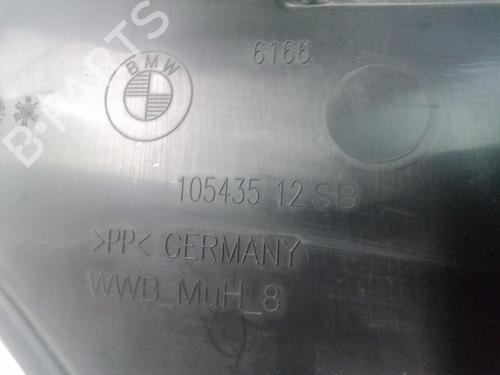 B-PARTS
BMW
6166
105435 12 SB
>PP< GERMANY
WWB_MuH_8